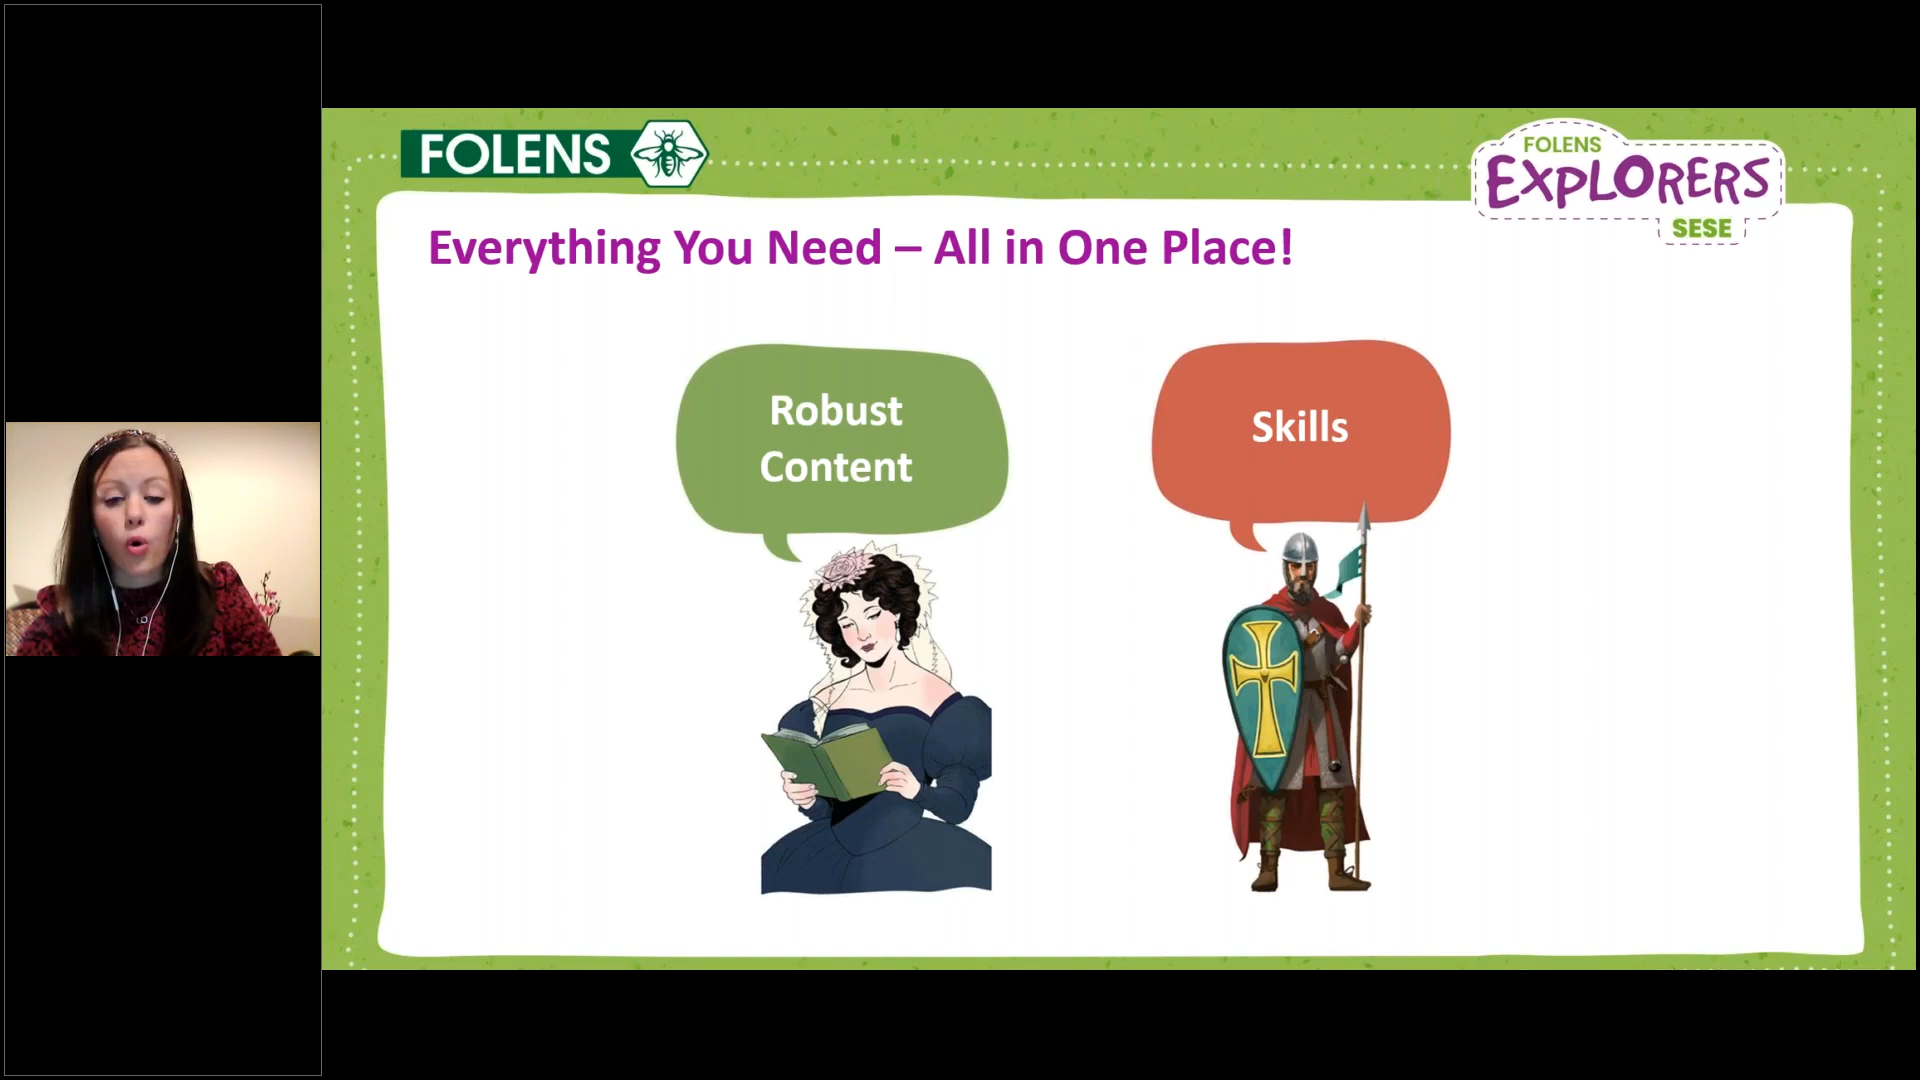 FOLENS
FOLENS
EXPLORERS
SESE
Everything You Need – All in One Place!
Robust
Content
Skills